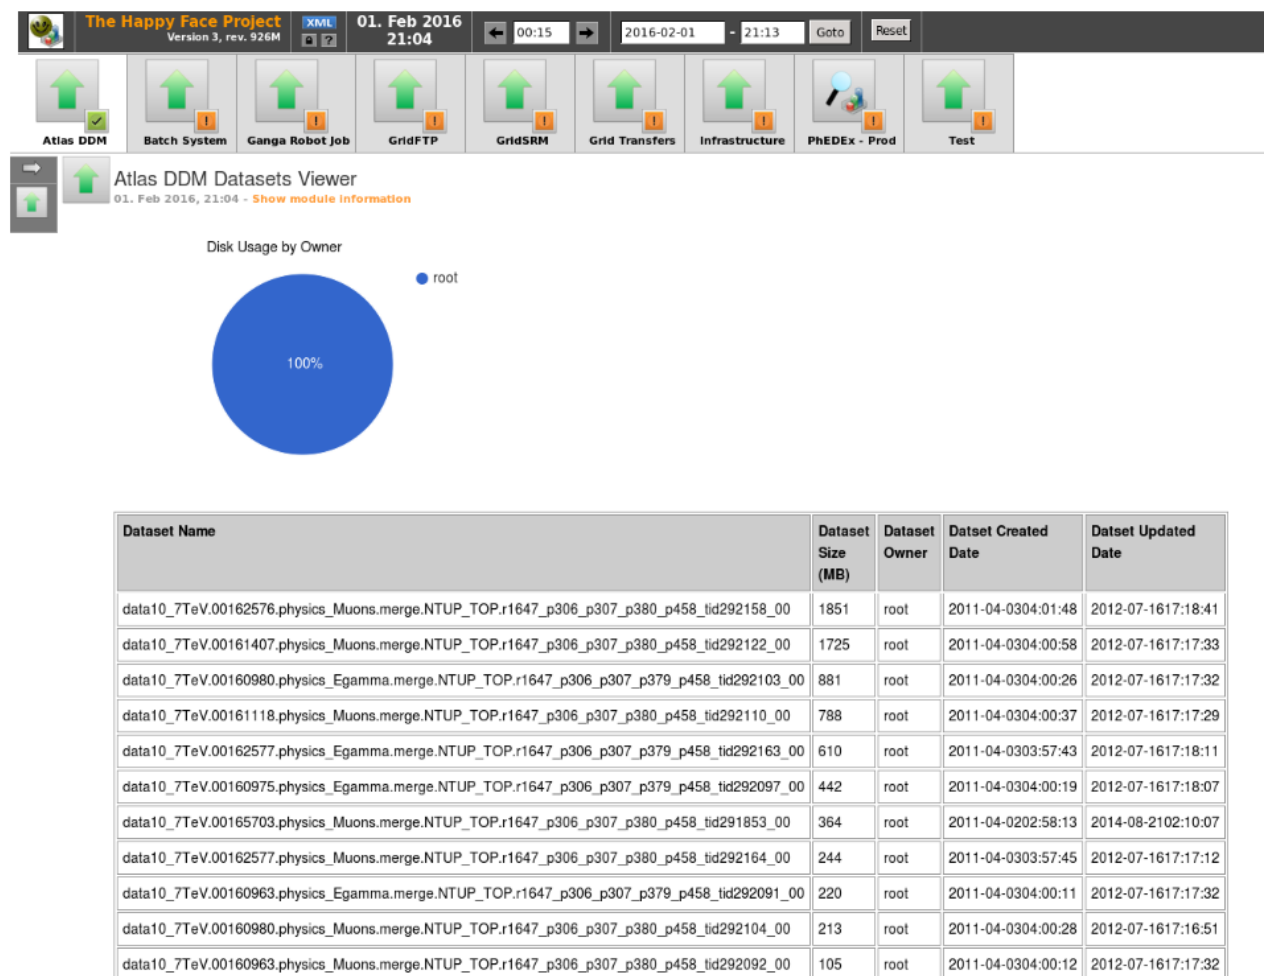 The Happy Face Project
Version 3, rev. 926M
XML
?
01. Feb 2016
21:04
00:15
2016-02-01 - 21:13 Goto Reset
Atlas DDM
Batch System
Ganga Robot Job
GridFTP
GridSRM
Grid Transfers
Infrastructure
PhEDEx - Prod
Test
Atlas DDM Datasets Viewer
01. Feb 2016, 21:04 - Show module information
Disk Usage by Owner
root
100%
Dataset Name Dataset Size (MB) Dataset Owner Datset Created Date Datset Updated Date
data10_7TeV.00162576.physics_Muons.merge.NTUP_TOP.r1647_p306_p307_p380_p458_tid292158_00 1851 root 2011-04-0304:01:48 2012-07-1617:18:41
data10_7TeV.00161407.physics_Muons.merge.NTUP_TOP.r1647_p306_p307_p380_p458_tid292122_00 1725 root 2011-04-0304:00:58 2012-07-1617:17:33
data10_7TeV.00160980.physics_Egamma.merge.NTUP_TOP.r1647_p306_p307_p379_p458_tid292103_00 881 root 2011-04-0304:00:26 2012-07-1617:17:32
data10_7TeV.00161118.physics_Muons.merge.NTUP_TOP.r1647_p306_p307_p380_p458_tid292110_00 788 root 2011-04-0304:00:37 2012-07-1617:17:29
data10_7TeV.00162577.physics_Egamma.merge.NTUP_TOP.r1647_p306_p307_p379_p458_tid292163_00 610 root 2011-04-0303:57:43 2012-07-1617:18:11
data10_7TeV.00160975.physics_Egamma.merge.NTUP_TOP.r1647_p306_p307_p379_p458_tid292097_00 442 root 2011-04-0304:00:19 2012-07-1617:18:07
data10_7TeV.00165703.physics_Muons.merge.NTUP_TOP.r1647_p306_p307_p380_p458_tid291853_00 364 root 2011-04-0202:58:13 2014-08-2102:10:07
data10_7TeV.00162577.physics_Muons.merge.NTUP_TOP.r1647_p306_p307_p380_p458_tid292164_00 244 root 2011-04-0303:57:45 2012-07-1617:17:12
data10_7TeV.00160963.physics_Egamma.merge.NTUP_TOP.r1647_p306_p307_p379_p458_tid292091_00 220 root 2011-04-0304:00:11 2012-07-1617:17:32
data10_7TeV.00160980.physics_Muons.merge.NTUP_TOP.r1647_p306_p307_p380_p458_tid292104_00 213 root 2011-04-0304:00:28 2012-07-1617:16:51
data10_7TeV.00160963.physics_Muons.merge.NTUP_TOP.r1647_p306_p307_p380_p458_tid292092_00 105 root 2011-04-0304:00:12 2012-07-1617:17:32